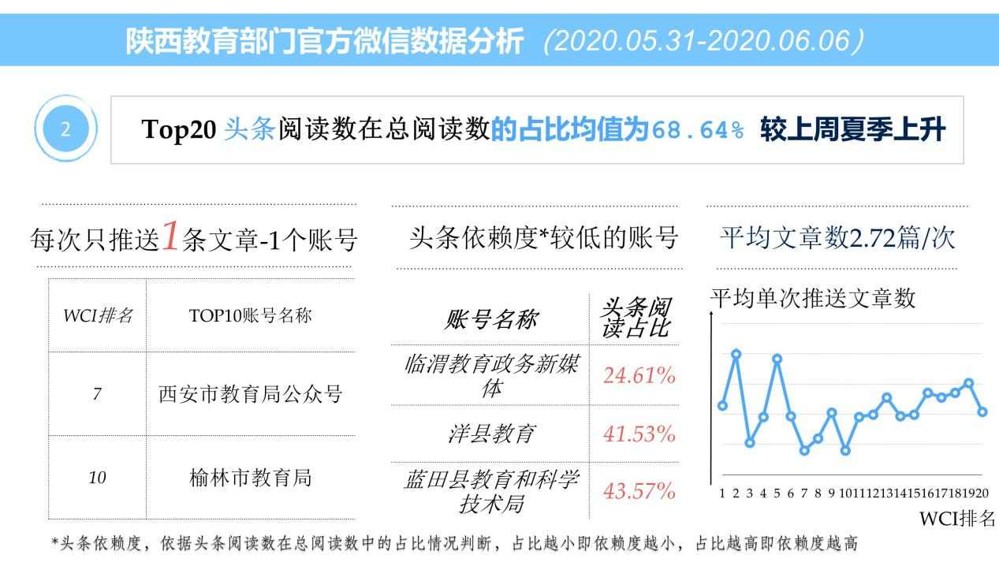 陕西教育部门官方微信数据分析（2020.05.31-2020.06.06）
2
Top20 头条阅读数在总阅读数的占比均值为68.64% 较上周夏季上升
每次只推送1条文章-1个账号
WCI排名 TOP10账号名称
7 西安市教育局公众号
10 榆林市教育局
头条依赖度*较低的账号
账号名称 头条阅
读占比
临渭教育政务新媒
体 24.61%
洋县教育 41.53%
蓝田县教育和科学
技术局 43.57%
平均文章数2.72篇/次
平均单次推送文章数
1 2 3 4 5 6 7 8 9 10 11 12 13 14 15 16 17 18 19 20
WCI排名
*头条依赖度，依据头条阅读数在总阅读数中的占比情况判断，占比越小即依赖度越小，占比越高即依赖度越高